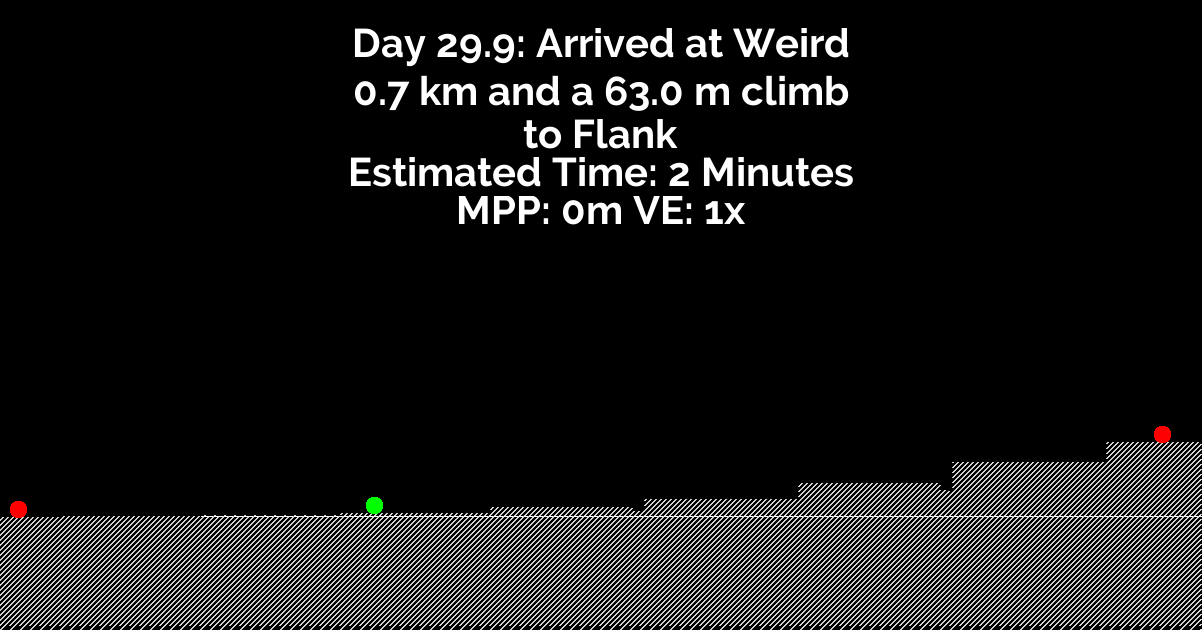 Day 29.9: Arrived at Weird
0.7 km and a 63.0 m climb
to Flank
Estimated Time: 2 Minutes
MPP: 0m VE: 1x